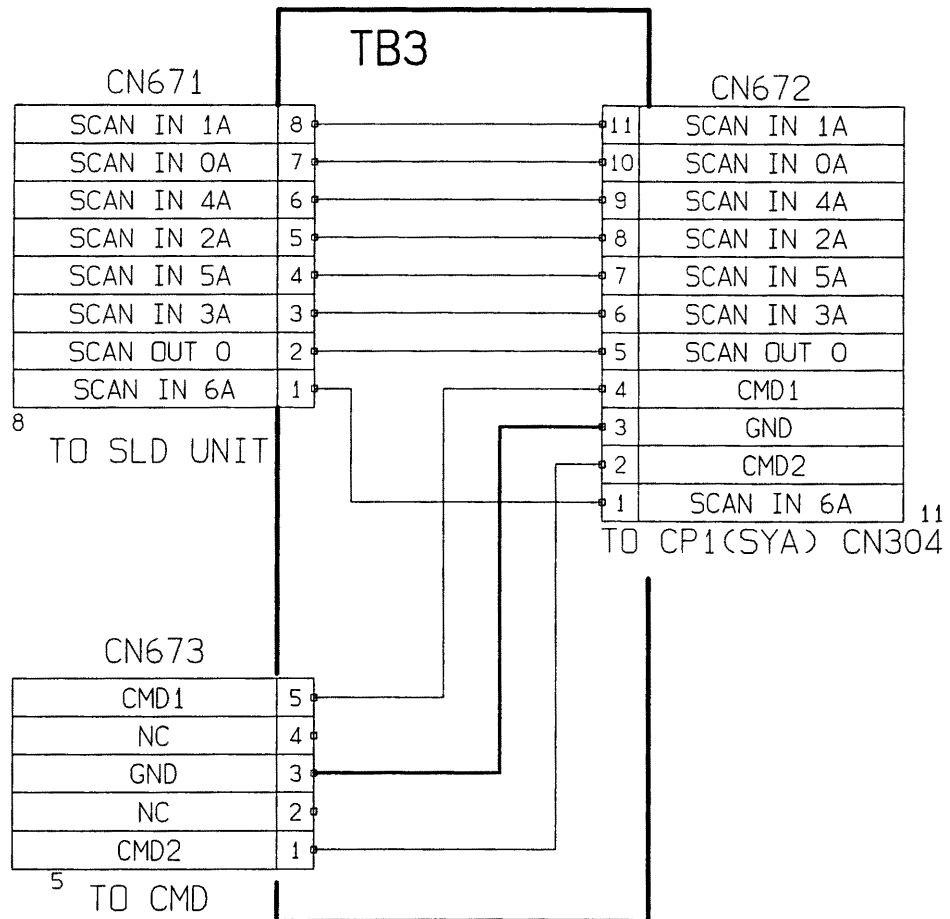 TB3
CN671
SCAN IN 1A 8
SCAN IN 0A 7
SCAN IN 4A 6
SCAN IN 2A 5
SCAN IN 5A 4
SCAN IN 3A 3
SCAN OUT 0 2
SCAN IN 6A 1
8
TO SLD UNIT
CN672
11 SCAN IN 1A
10 SCAN IN 0A
9 SCAN IN 4A
8 SCAN IN 2A
7 SCAN IN 5A
6 SCAN IN 3A
5 SCAN OUT 0
4 CMD1
3 GND
2 CMD2
1 SCAN IN 6A
11
TO CP1(SYA) CN304
CN673
CMD1 5
NC 4
GND 3
NC 2
CMD2 1
5
TO CMD